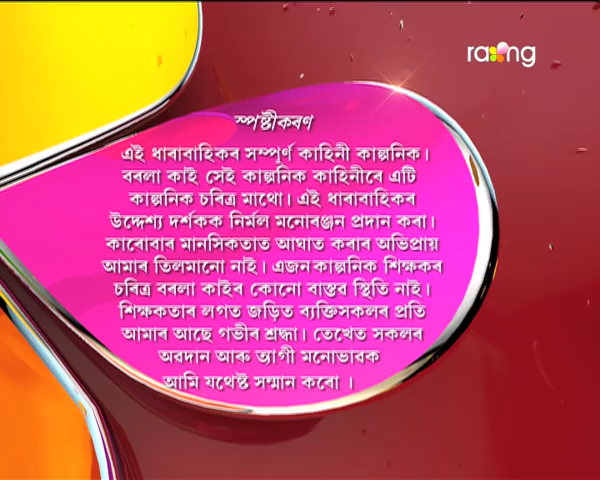 rang
স্পষ্টীকৰণ
এই ধাৰাবাহিকৰ সম্পূৰ্ণ কাহিনী কাল্পনিক।
বৰলা কাই সেই কাল্পনিক কাহিনীৰে এটি
কাল্পনিক চৰিত্ৰ মাথো। এই ধাৰাবাহিকৰ
উদ্দেশ্য দৰ্শকক নিৰ্মল মনোৰঞ্জন প্ৰদান কৰা।
কাৰোবাৰ মানসিকতাত আঘাত কৰাৰ অভিপ্ৰায়
আমাৰ তিলমানো নাই। এজন কাল্পনিক শিক্ষকৰ
চৰিত্ৰ বৰলা কাইৰ কোনো বাস্তৱ স্থিতি নাই।
শিক্ষকতাৰ লগত জড়িত ব্যক্তিসকলৰ প্ৰতি
আমাৰ আছে গভীৰ শ্ৰদ্ধা। তেখেত সকলৰ
অৱদান আৰু ত্যাগী মনোভাৱক
আমি যথেষ্ট সন্মান কৰো ।